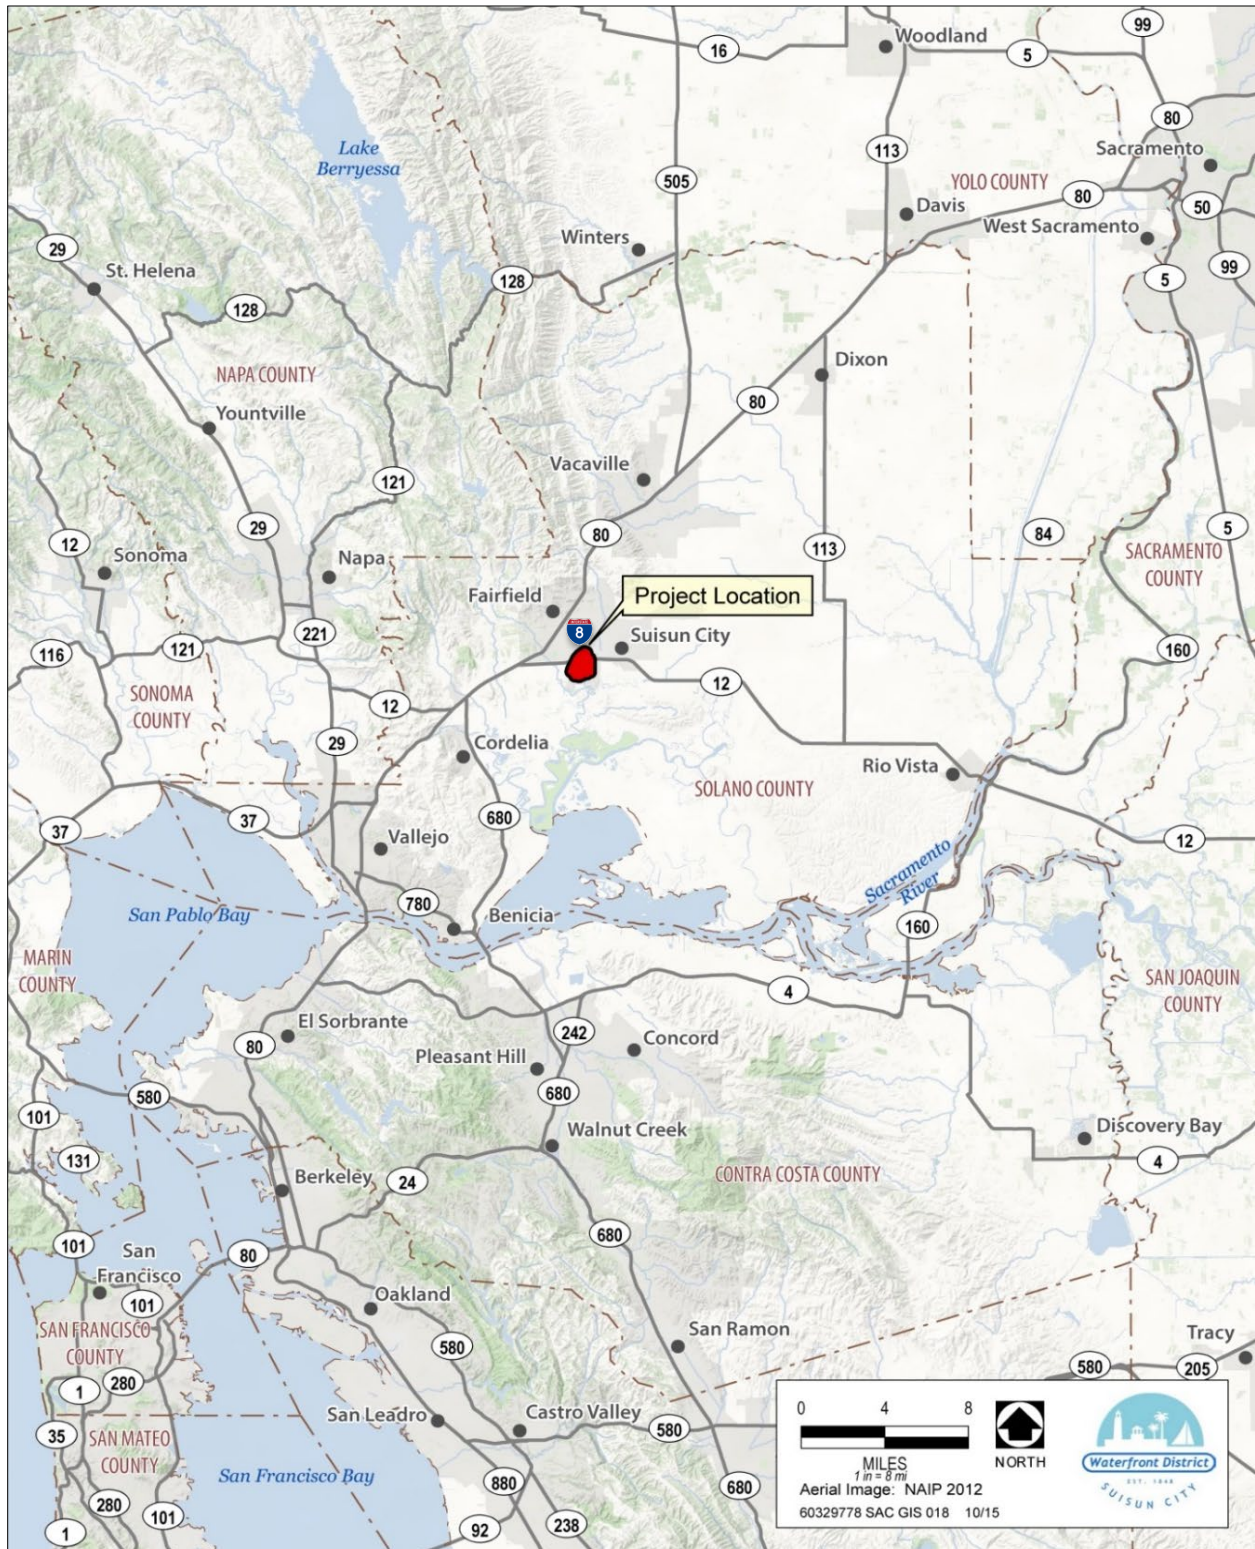 99
16
Woodland
5
80
113
Sacramento
Lake
Berryessa
505
YOLO COUNTY
80
50
Davis
West Sacramento
29
Winters
99
St. Helena
128
5
128
Dixon
NAPA COUNTY
80
Yountville
Vacaville
121
29
80
5
12
113
84
Sonoma
Napa
SACRAMENTO
COUNTY
Fairfield
Project Location
8
221
Suisun City
116
121
160
12
SONOMA
COUNTY
12
29
Cordelia
Rio Vista
SOLANO COUNTY
37
37
680
Vallejo
12
Sacramento
River
San Pablo Bay
780
Benicia
160
MARIN
COUNTY
SAN JOAQUIN
COUNTY
4
El Sorbrante
242
80
Concord
Pleasant Hill
580
680
101
Walnut Creek
Discovery Bay
131
4
Berkeley
24
CONTRA COSTA COUNTY
101
80
680
San
Francisco
101
Oakland
SAN FRANCISCO
COUNTY
580
San Ramon
Tracy
580
205
1
280
San Leadro
Castro Valley
35
580
SAN MATEO
COUNTY
San Francisco Bay
880
680
280
101
1
92
238
0 4 8
MILES
1 in = 8 mi
NORTH
Aerial Image: NAIP 2012
60329778 SAC GIS 018 10/15
Waterfront District
EST. 1868
SUISUN CITY